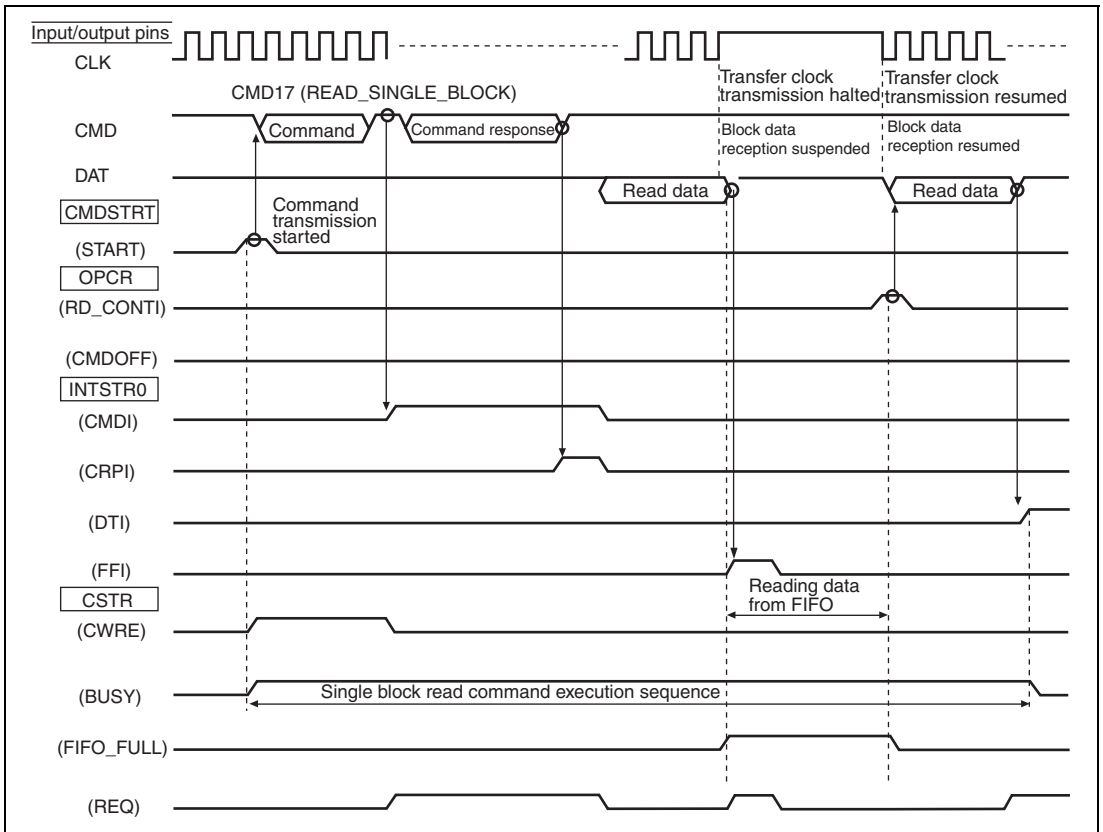 Input/output pins
CLK
Transfer clock
transmission halted
Transfer clock
transmission resumed
CMD17 (READ_SINGLE_BLOCK)
CMD
Command
Command response
Block data
reception suspended
Block data
reception resumed
DAT
Read data
Read data
CMDSTRT
Command
transmission
started
(START)
OPCR
(RD_CONTI)
(CMDOFF)
INTSTR0
(CMDI)
(CRPI)
(DTI)
(FFI)
Reading data
from FIFO
CSTR
(CWRE)
(BUSY)
Single block read command execution sequence
(FIFO_FULL)
(REQ)